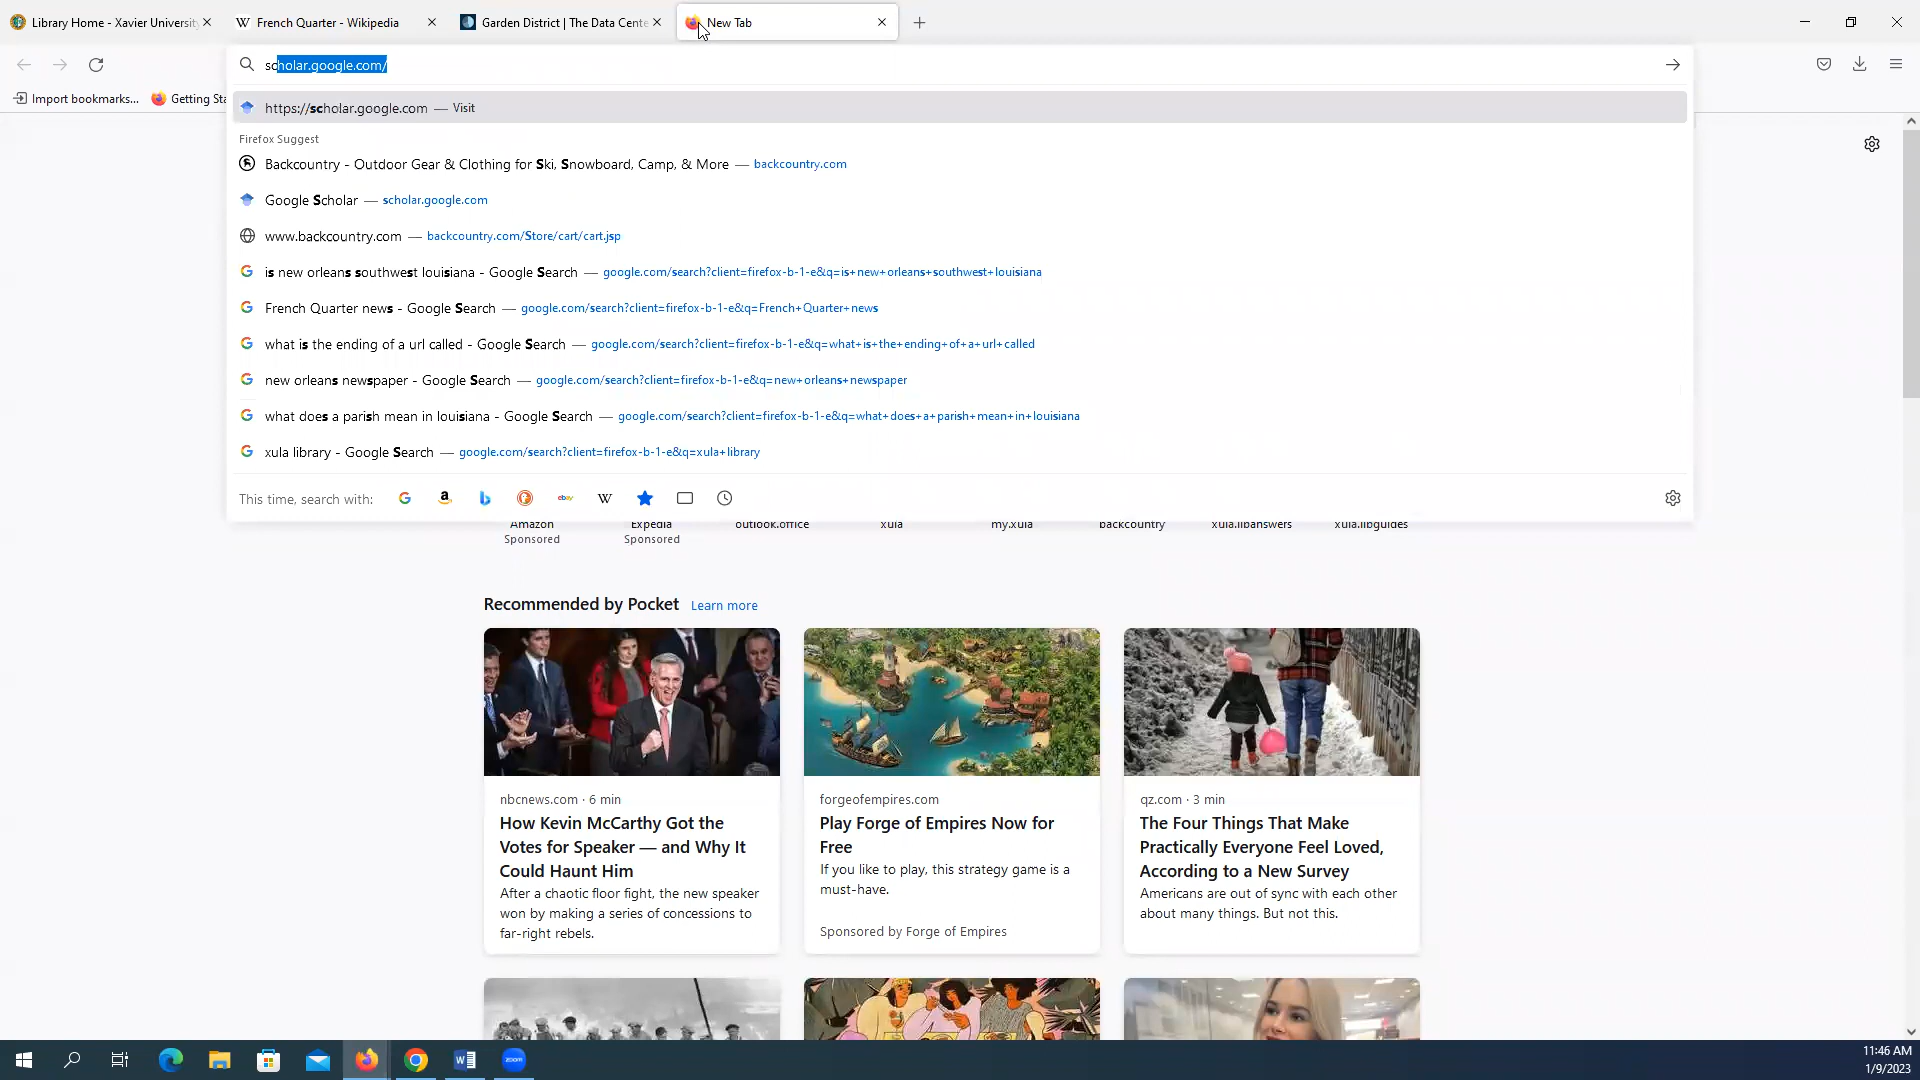 Library Home - Xavier University
French Quarter - Wikipedia
Garden District | The Data Cente
New Tab
scholar.google.com/
Import bookmarks...
Getting Sta
https://scholar.google.com — Visit
Firefox Suggest
Backcountry - Outdoor Gear & Clothing for Ski, Snowboard, Camp, & More — backcountry.com
Google Scholar — scholar.google.com
www.backcountry.com — backcountry.com/Store/cart/cart.jsp
is new orleans southwest louisiana - Google Search — google.com/search?client=firefox-b-1-e&q=is+new+orleans+southwest+louisiana
French Quarter news - Google Search — google.com/search?client=firefox-b-1-e&q=French+Quarter+news
what is the ending of a url called - Google Search — google.com/search?client=firefox-b-1-e&q=what+is+the+ending+of+a+url+called
new orleans newspaper - Google Search — google.com/search?client=firefox-b-1-e&q=new+orleans+newspaper
what does a parish mean in louisiana - Google Search — google.com/search?client=firefox-b-1-e&q=what+does+a+parish+mean+in+louisiana
xula library - Google Search — google.com/search?client=firefox-b-1-e&q=xula+library
This time, search with:
Amazon
Sponsored
Expedia
Sponsored
outlook.office
xula
my.xula
backcountry
xula.libanswers
xula.libguides
Recommended by Pocket
Learn more
nbcnews.com · 6 min
How Kevin McCarthy Got the
Votes for Speaker — and Why It
Could Haunt Him
After a chaotic floor fight, the new speaker
won by making a series of concessions to
far-right rebels.
forgeofempires.com
Play Forge of Empires Now for
Free
If you like to play, this strategy game is a
must-have.
Sponsored by Forge of Empires
qz.com · 3 min
The Four Things That Make
Practically Everyone Feel Loved,
According to a New Survey
Americans are out of sync with each other
about many things. But not this.
11:46 AM
1/9/2023